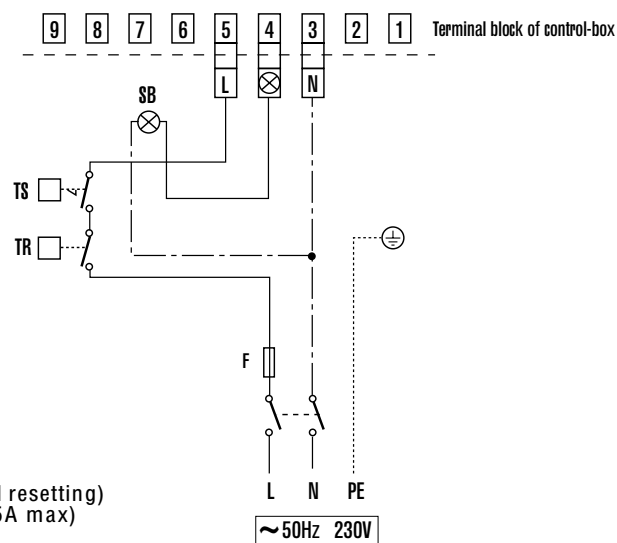 9 8 7 6 5 4 3 2 1 Terminal block of control-box
L N
SB
TS
TR
F
resetting)
A max)
L N PE
~ 50Hz 230V